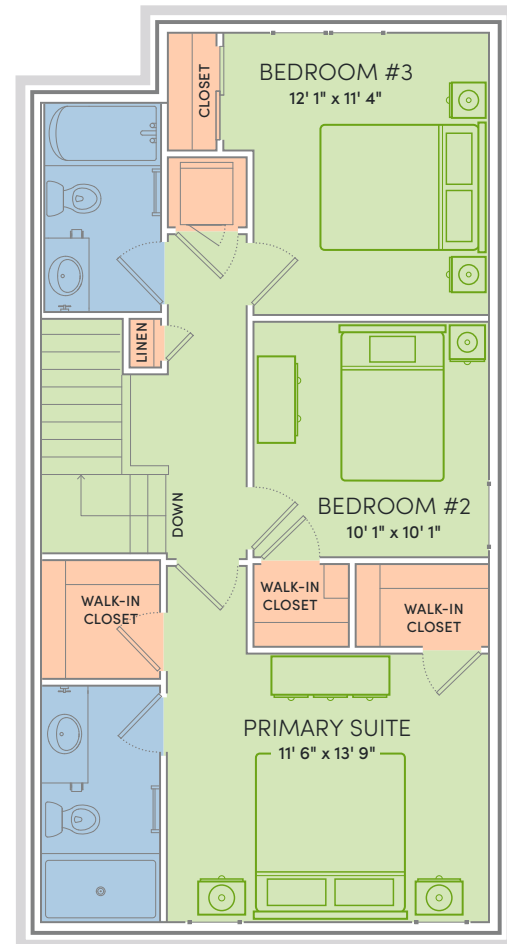 CLOSET
BEDROOM #3
12' 1" x 11' 4"
LINEN
DOWN
BEDROOM #2
10' 1" x 10' 1"
WALK-IN
CLOSET
WALK-IN
CLOSET
WALK-IN
CLOSET
PRIMARY SUITE
11' 6" x 13' 9"